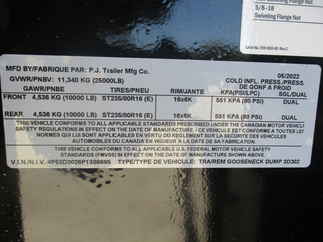 5/8-18
Swiveling Flange Nut
MFD BY/FABRIQUE PAR: P.J. Trailer Mfg Co.
06/2022
GVWR/PNBV: 11,340 KG (25000LB)
COLD INFL. PRESS./PRESS
DE GONF A FROID
GAWR/PNBE TIRES/PNEU RIM/JANTE KPA(PSI/LPC) SGL/DUAL
FRONT 4,536 KG (10000 LB) ST235/80R16 (E) 16x6K 551 KPA (80 PSI) DUAL
REAR 4,536 KG (10000 LB) ST235/80R16 (E) 16x6K 551 KPA (80 PSI) DUAL
THIS VEHICLE CONFORMS TO ALL APPLICABLE STANDARDS PRESCRIBED UNDER THE CANADIAN MOTOR VEHICLE
SAFETY REGULATIONS IN EFFECT ON THE DATE OF MANUFACTURE / CE VEHICULE EST CONFORME A TOUTES LES
NORMES QUI LUI SONT APPLICABLES EN VERTU DU REGLEMENT SUR LA SECURITE DES VEHICULES
AUTOMOBILES DU CANADA EN VIGUEUR A LA DATE DE SA FABRICATION
THIS VEHICLE CONFORMS TO ALL APPLICABLE U.S. FEDERAL MOTOR VEHICLE SAFETY
STANDARDS (FMVSS) IN EFFECT ON THE DATE OF MANUFACTURE SHOWN ABOVE
V.I.N./N.I.V. TYPE/TYPE DE VEHICULE: TRA/REM GOOSENECK DUMP